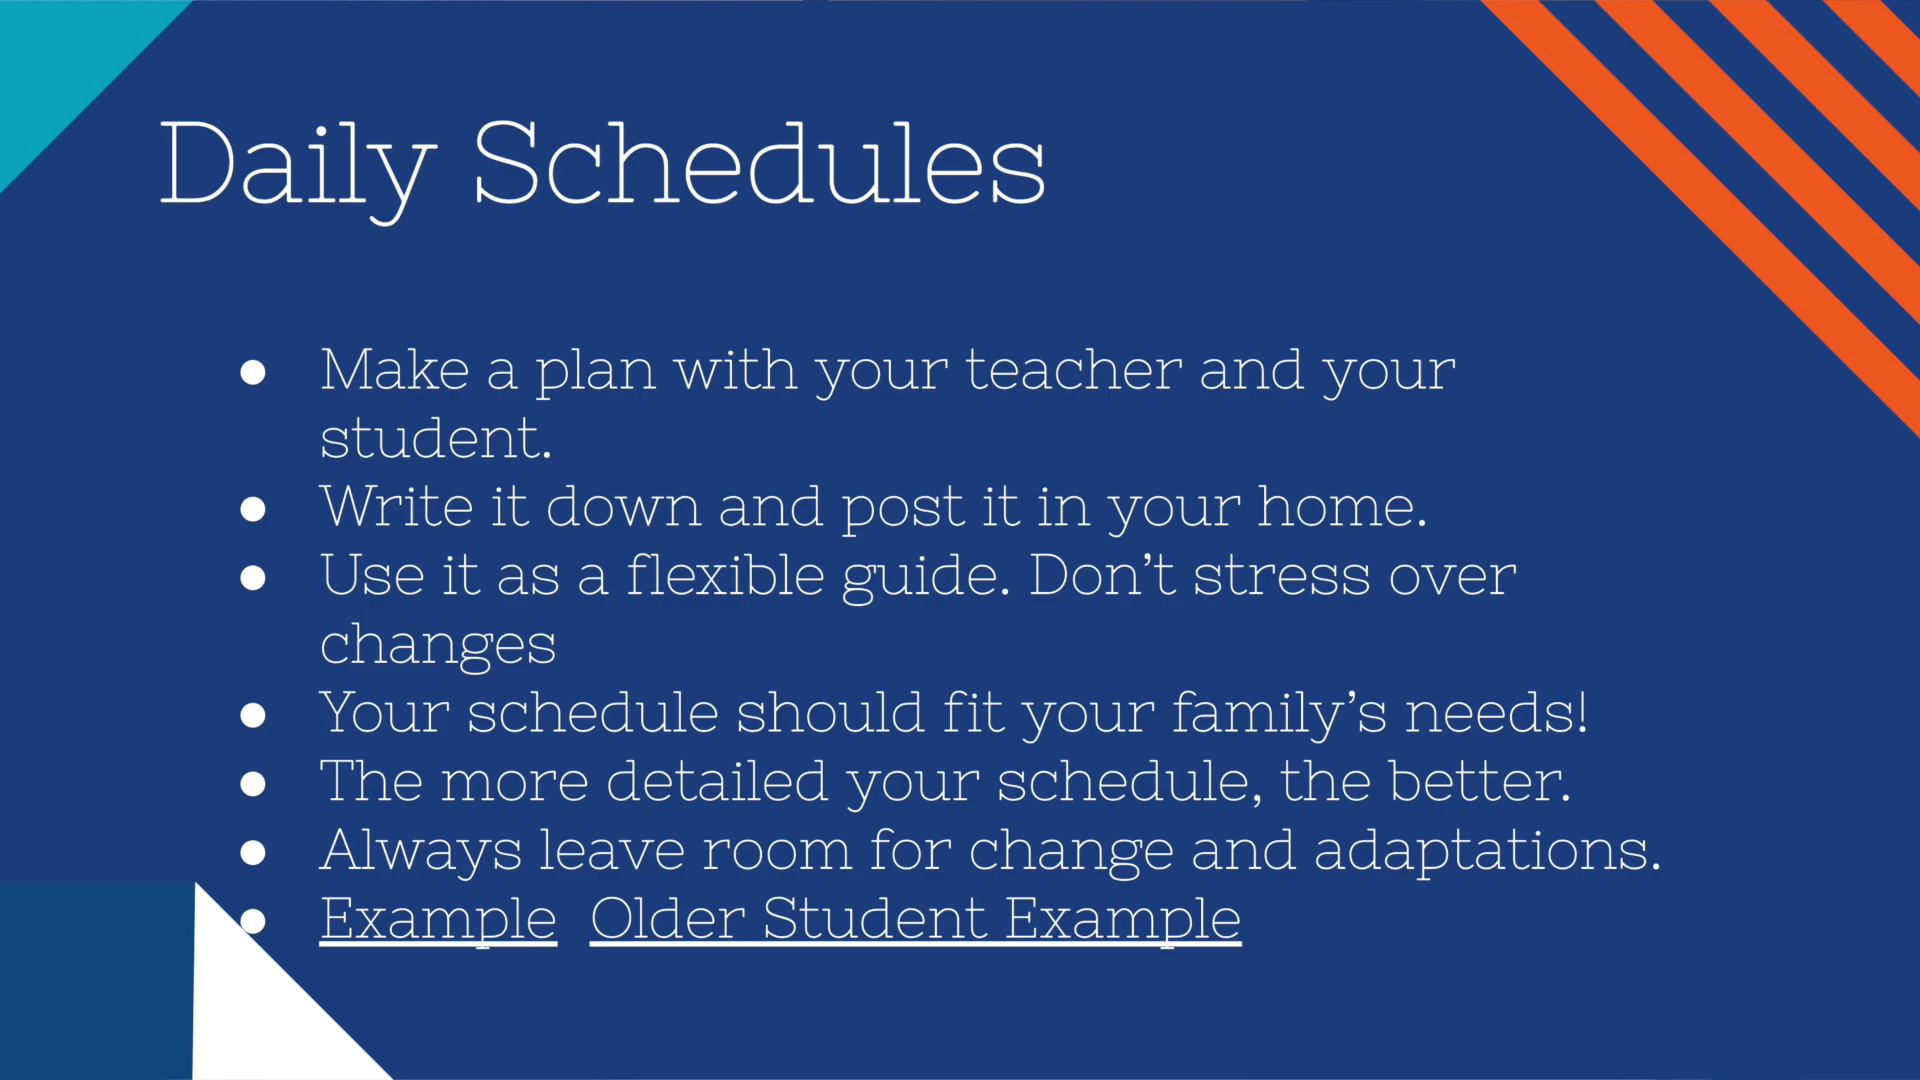 Daily Schedules
● Make a plan with your teacher and your
student.
● Write it down and post it in your home.
● Use it as a flexible guide. Don’t stress over
changes
● Your schedule should fit your family’s needs!
● The more detailed your schedule, the better.
● Always leave room for change and adaptations.
● Example  Older Student Example